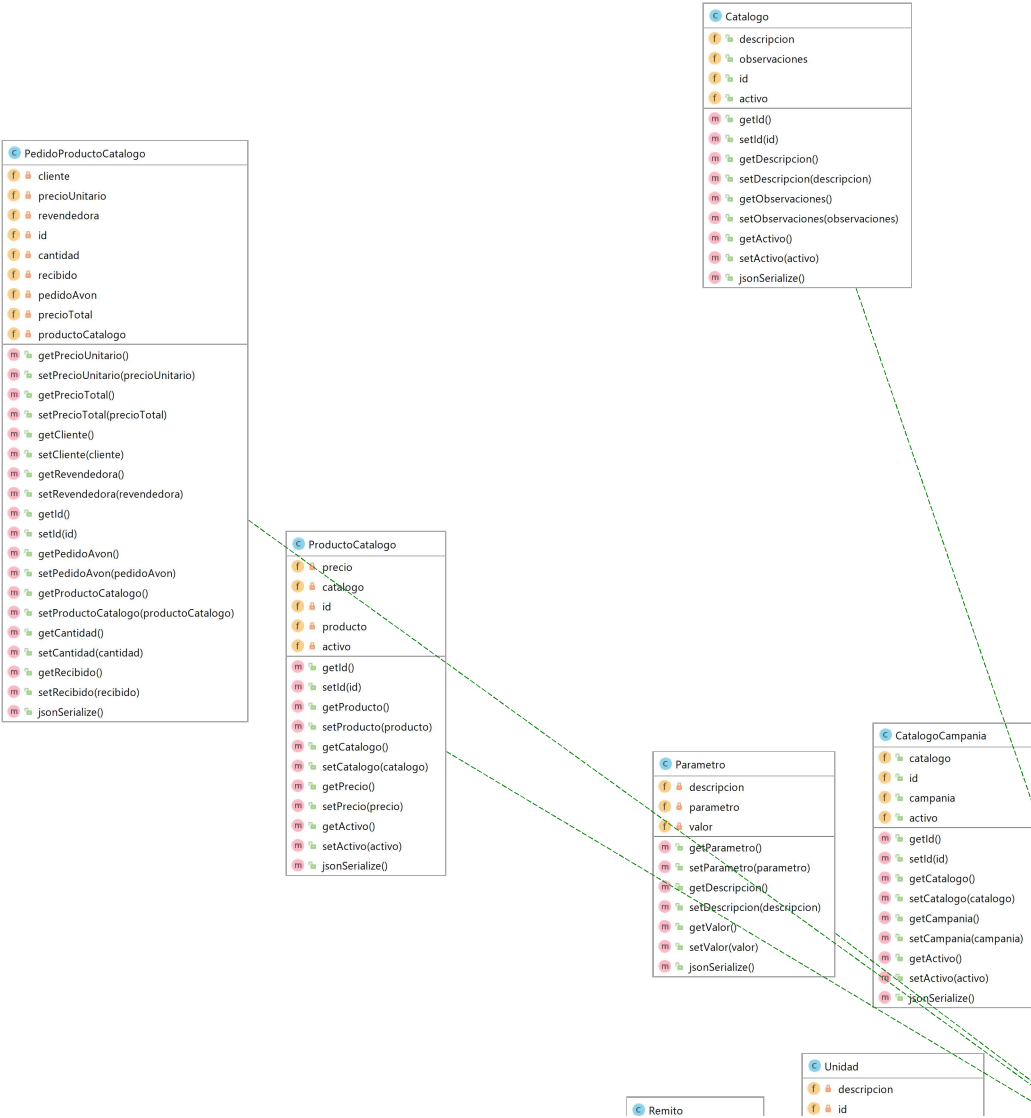 Catalogo
descripcion
observaciones
id
activo
getId()
setId(id)
getDescripcion()
setDescripcion(descripcion)
getObservaciones()
setObservaciones(observaciones)
getActivo()
setActivo(activo)
jsonSerialize()
PedidoProductoCatalogo
cliente
precioUnitario
revendedora
id
cantidad
recibido
pedidoAvon
precioTotal
productoCatalogo
getPrecioUnitario()
setPrecioUnitario(precioUnitario)
getPrecioTotal()
setPrecioTotal(precioTotal)
getCliente()
setCliente(cliente)
getRevendedora()
setRevendedora(revendedora)
getId()
setId(id)
getPedidoAvon()
setPedidoAvon(pedidoAvon)
getProductoCatalogo()
setProductoCatalogo(productoCatalogo)
getCantidad()
setCantidad(cantidad)
getRecibido()
setRecibido(recibido)
jsonSerialize()
ProductoCatalogo
precio
catalogo
id
producto
activo
getId()
setId(id)
getProducto()
setProducto(producto)
getCatalogo()
setCatalogo(catalogo)
getPrecio()
setPrecio(precio)
getActivo()
setActivo(activo)
jsonSerialize()
Parametro
descripcion
parametro
valor
getParametro()
setParametro(parametro)
getDescripcion()
setDescripcion(descripcion)
getValor()
setValor(valor)
jsonSerialize()
CatalogoCampania
catalogo
id
campania
activo
getId()
setId(id)
getCatalogo()
setCatalogo(catalogo)
getCampania()
setCampania(campania)
getActivo()
setActivo(activo)
jsonSerialize()
Unidad
descripcion
id
Remito